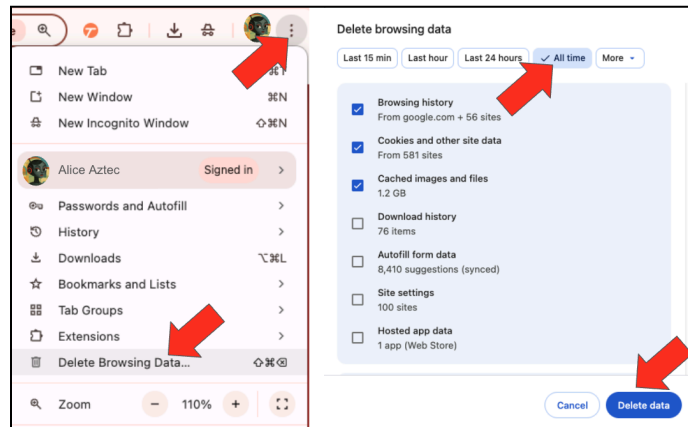 New Tab ⌘T
New Window ⌘N
New Incognito Window ⇧⌘N
Alice Aztec Signed in
Passwords and Autofill
History
Downloads ⌥⌘L
Bookmarks and Lists
Tab Groups
Extensions
Delete Browsing Data... ⇧⌘⌫
Zoom − 110% +
Delete browsing data
Last 15 min Last hour Last 24 hours All time More
Browsing history
From google.com + 56 sites
Cookies and other site data
From 581 sites
Cached images and files
1.2 GB
Download history
76 items
Autofill form data
8,410 suggestions (synced)
Site settings
100 sites
Hosted app data
1 app (Web Store)
Cancel Delete data